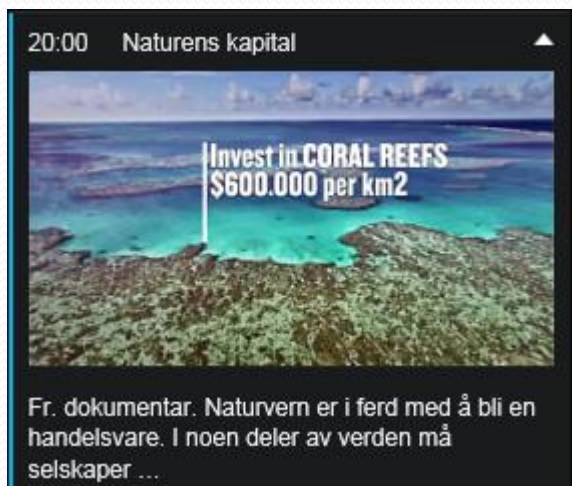 20:00 Naturens kapital
Invest in CORAL REEFS
$600.000 per km2
Fr. dokumentar. Naturvern er i ferd med å bli en
handelsvare. I noen deler av verden må
selskaper ...